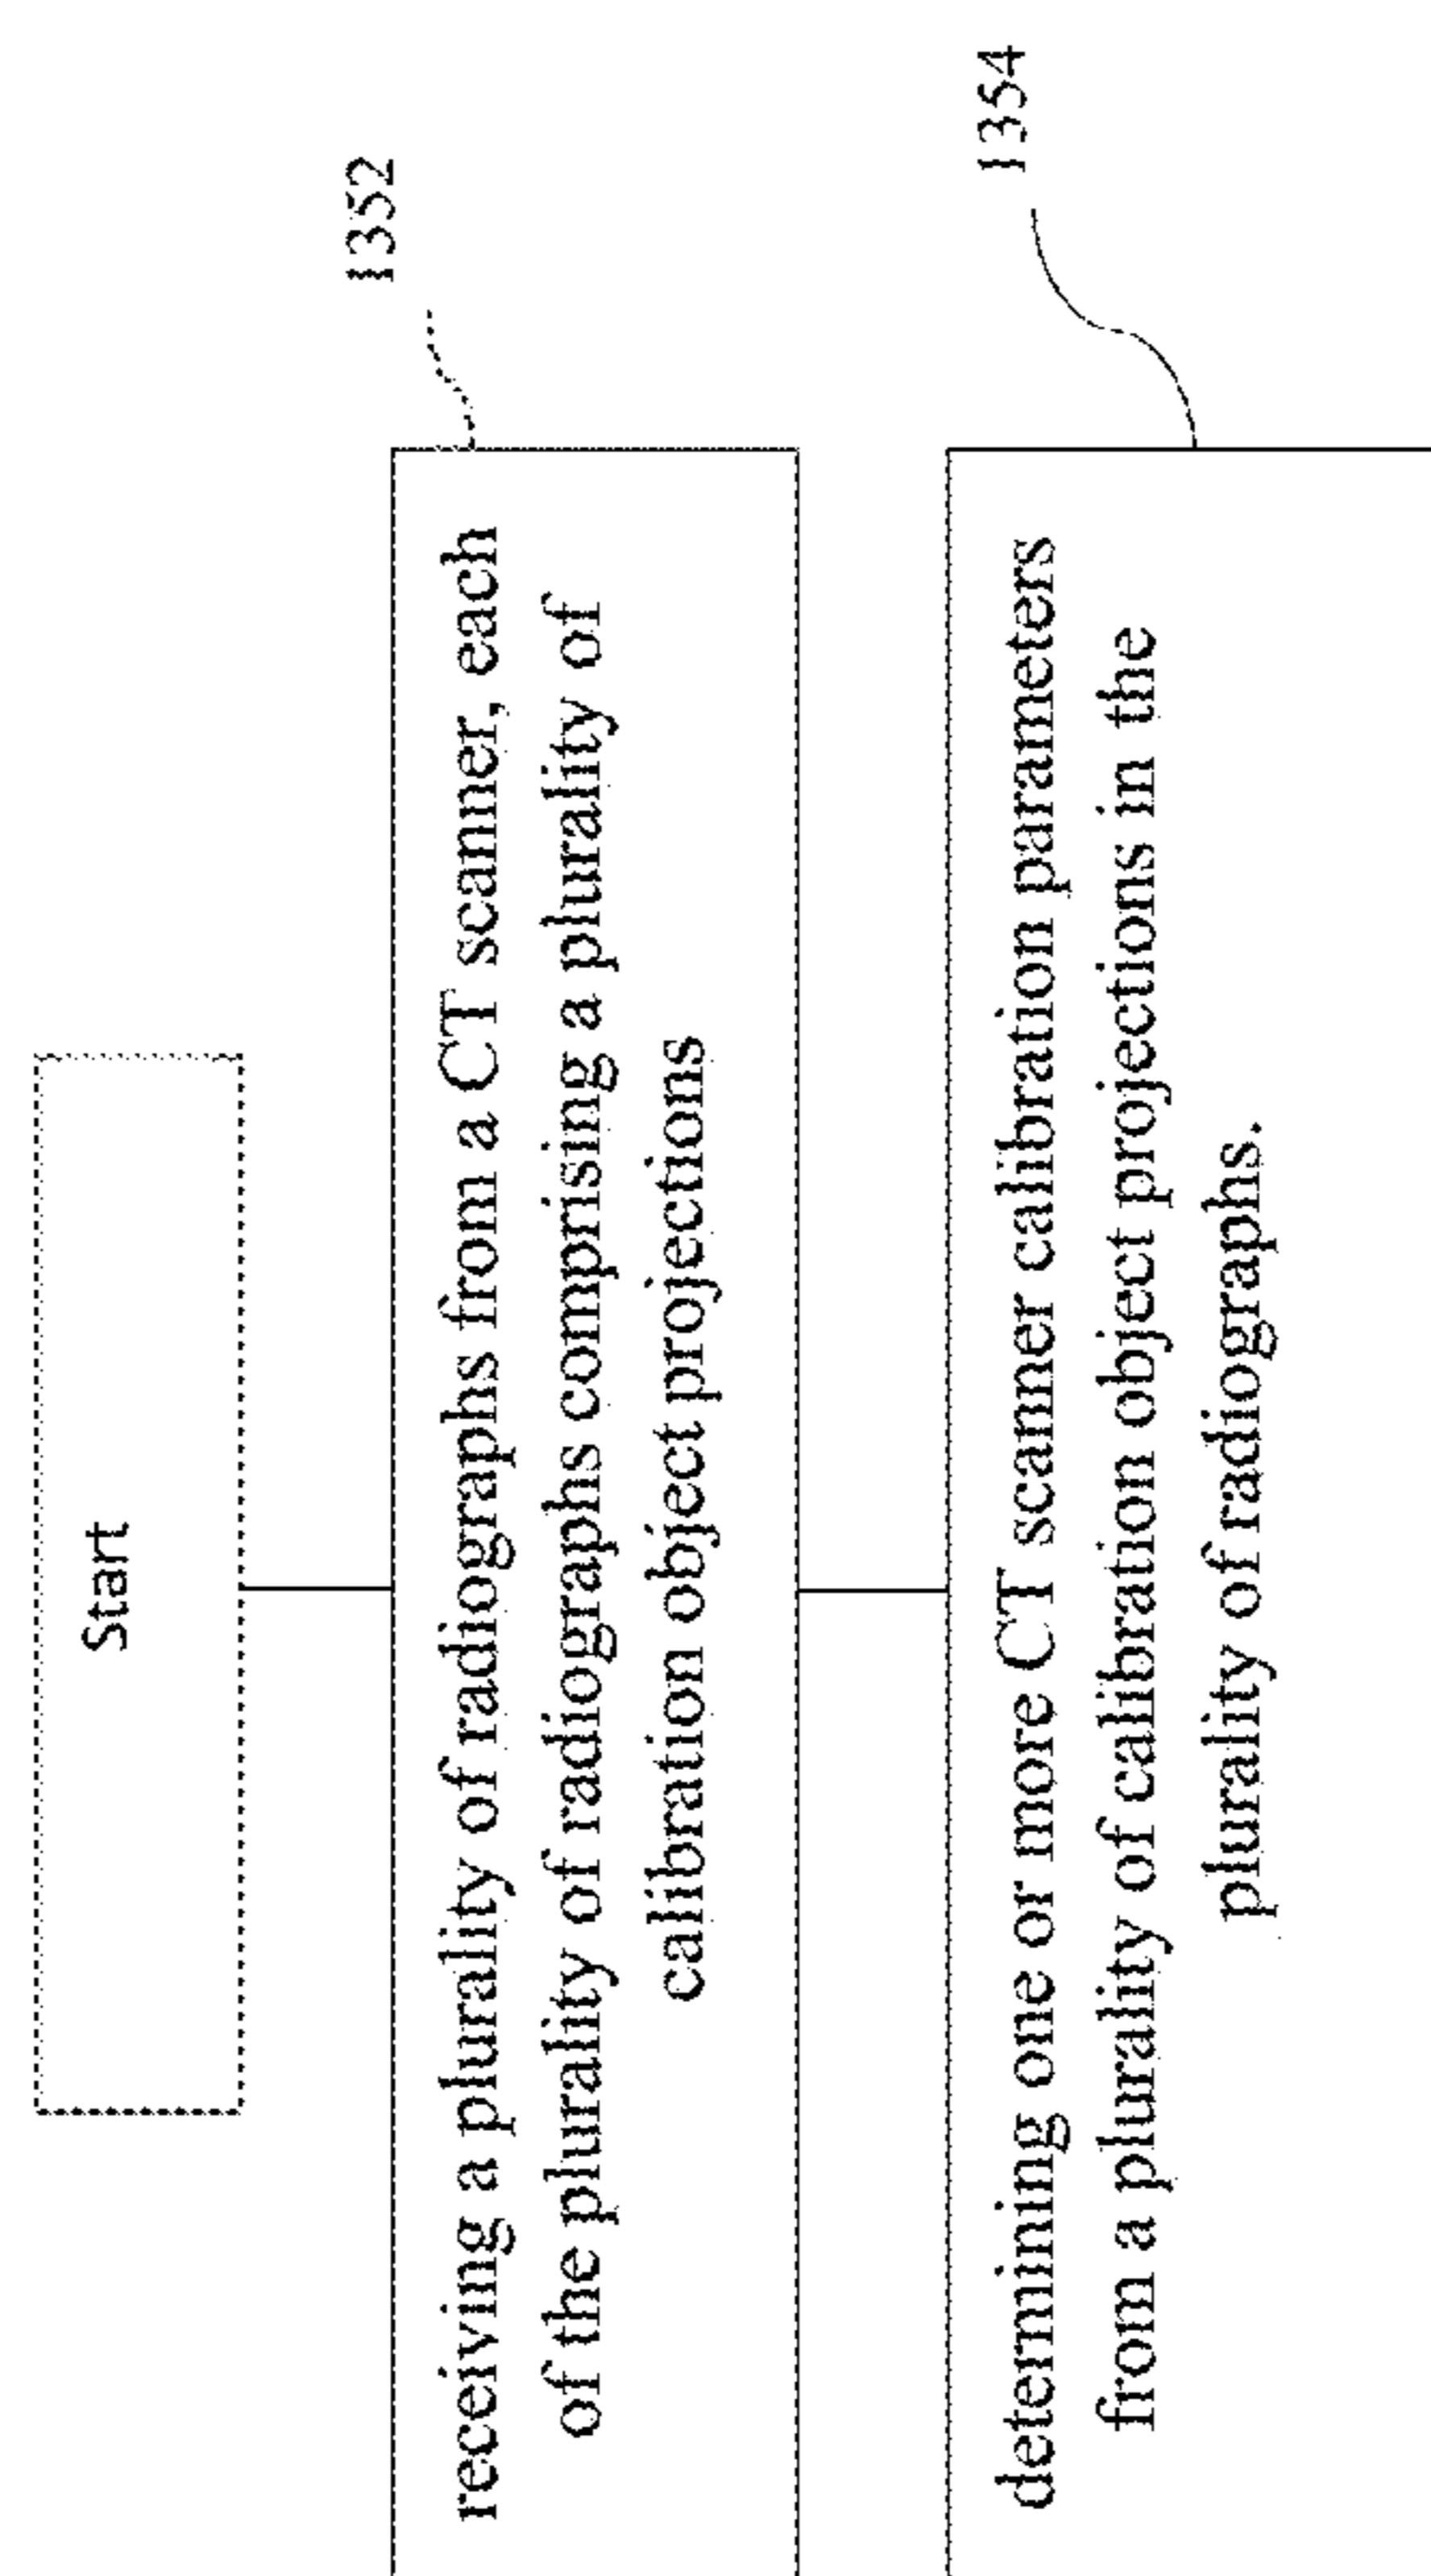 Start
1352
receiving a plurality of radiographs from a CT scanner, each
of the plurality of radiographs comprising a plurality of
calibration object projections
1354
determining one or more CT scanner calibration parameters
from a plurality of calibration object projections in the
plurality of radiographs.